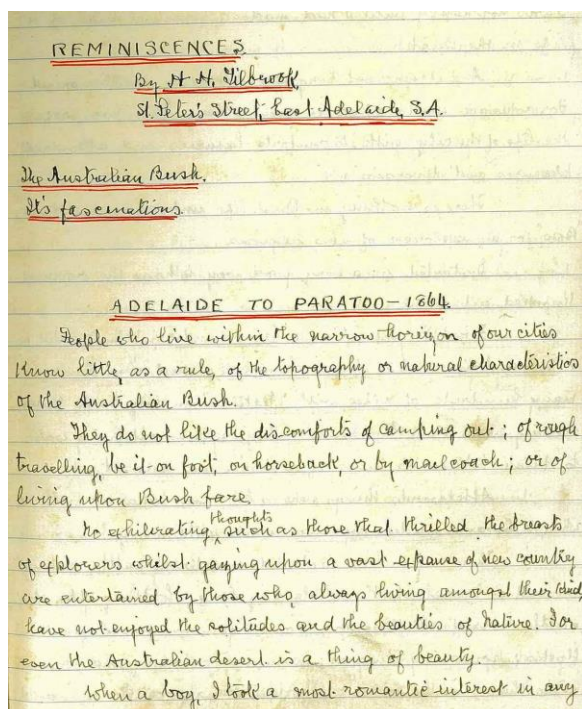 REMINISCENCES.
By H. H. Tilbrook,
St. Peter's Street, East Adelaide, S.A.
The Australian Bush.
It's fascinations.
ADELAIDE TO PARATOO - 1864.
People who live within the narrow horizon of our cities
know little, as a rule, of the topography or natural characteristics
of the Australian Bush.
They do not like the discomforts of camping out; of rough
travelling, be it on foot, on horseback, or by mail coach; or of
living upon Bush fare.
thoughts
No exhilerating such as those that thrilled the breasts
of explorers whilst gazing upon a vast expanse of new country
are entertained by those who, always living amongst their kind,
have not enjoyed the solitudes and the beauties of Nature. For
even the Australian desert is a thing of beauty.
When a boy, I took a most romantic interest in any